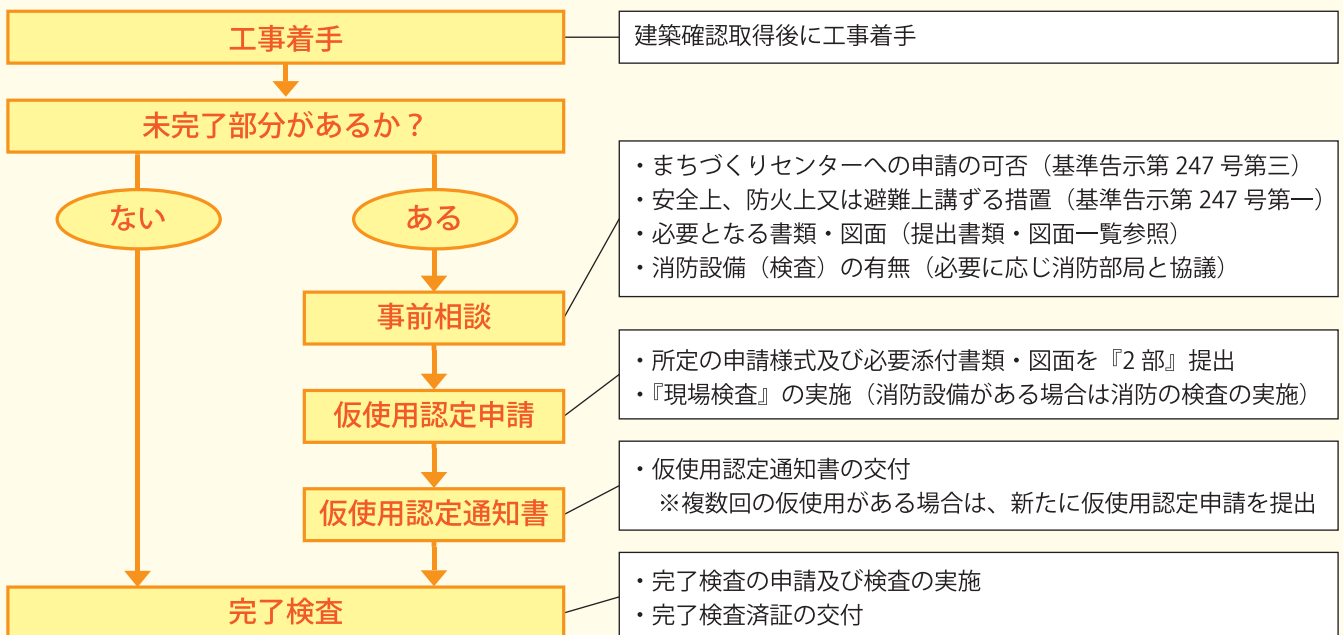 工事着手
建築確認取得後に工事着手
未完了部分があるか？
ない
ある
・まちづくりセンターへの申請の可否（基準告示第 247 号第三）
・安全上、防火上又は避難上講ずる措置（基準告示第 247 号第一）
・必要となる書類・図面（提出書類・図面一覧参照）
・消防設備（検査）の有無（必要に応じ消防部局と協議）
事前相談
・所定の申請様式及び必要添付書類・図面を『2 部』提出
・『現場検査』の実施（消防設備がある場合は消防の検査の実施）
仮使用認定申請
・仮使用認定通知書の交付
※複数回の仮使用がある場合は、新たに仮使用認定申請を提出
仮使用認定通知書
・完了検査の申請及び検査の実施
・完了検査済証の交付
完了検査